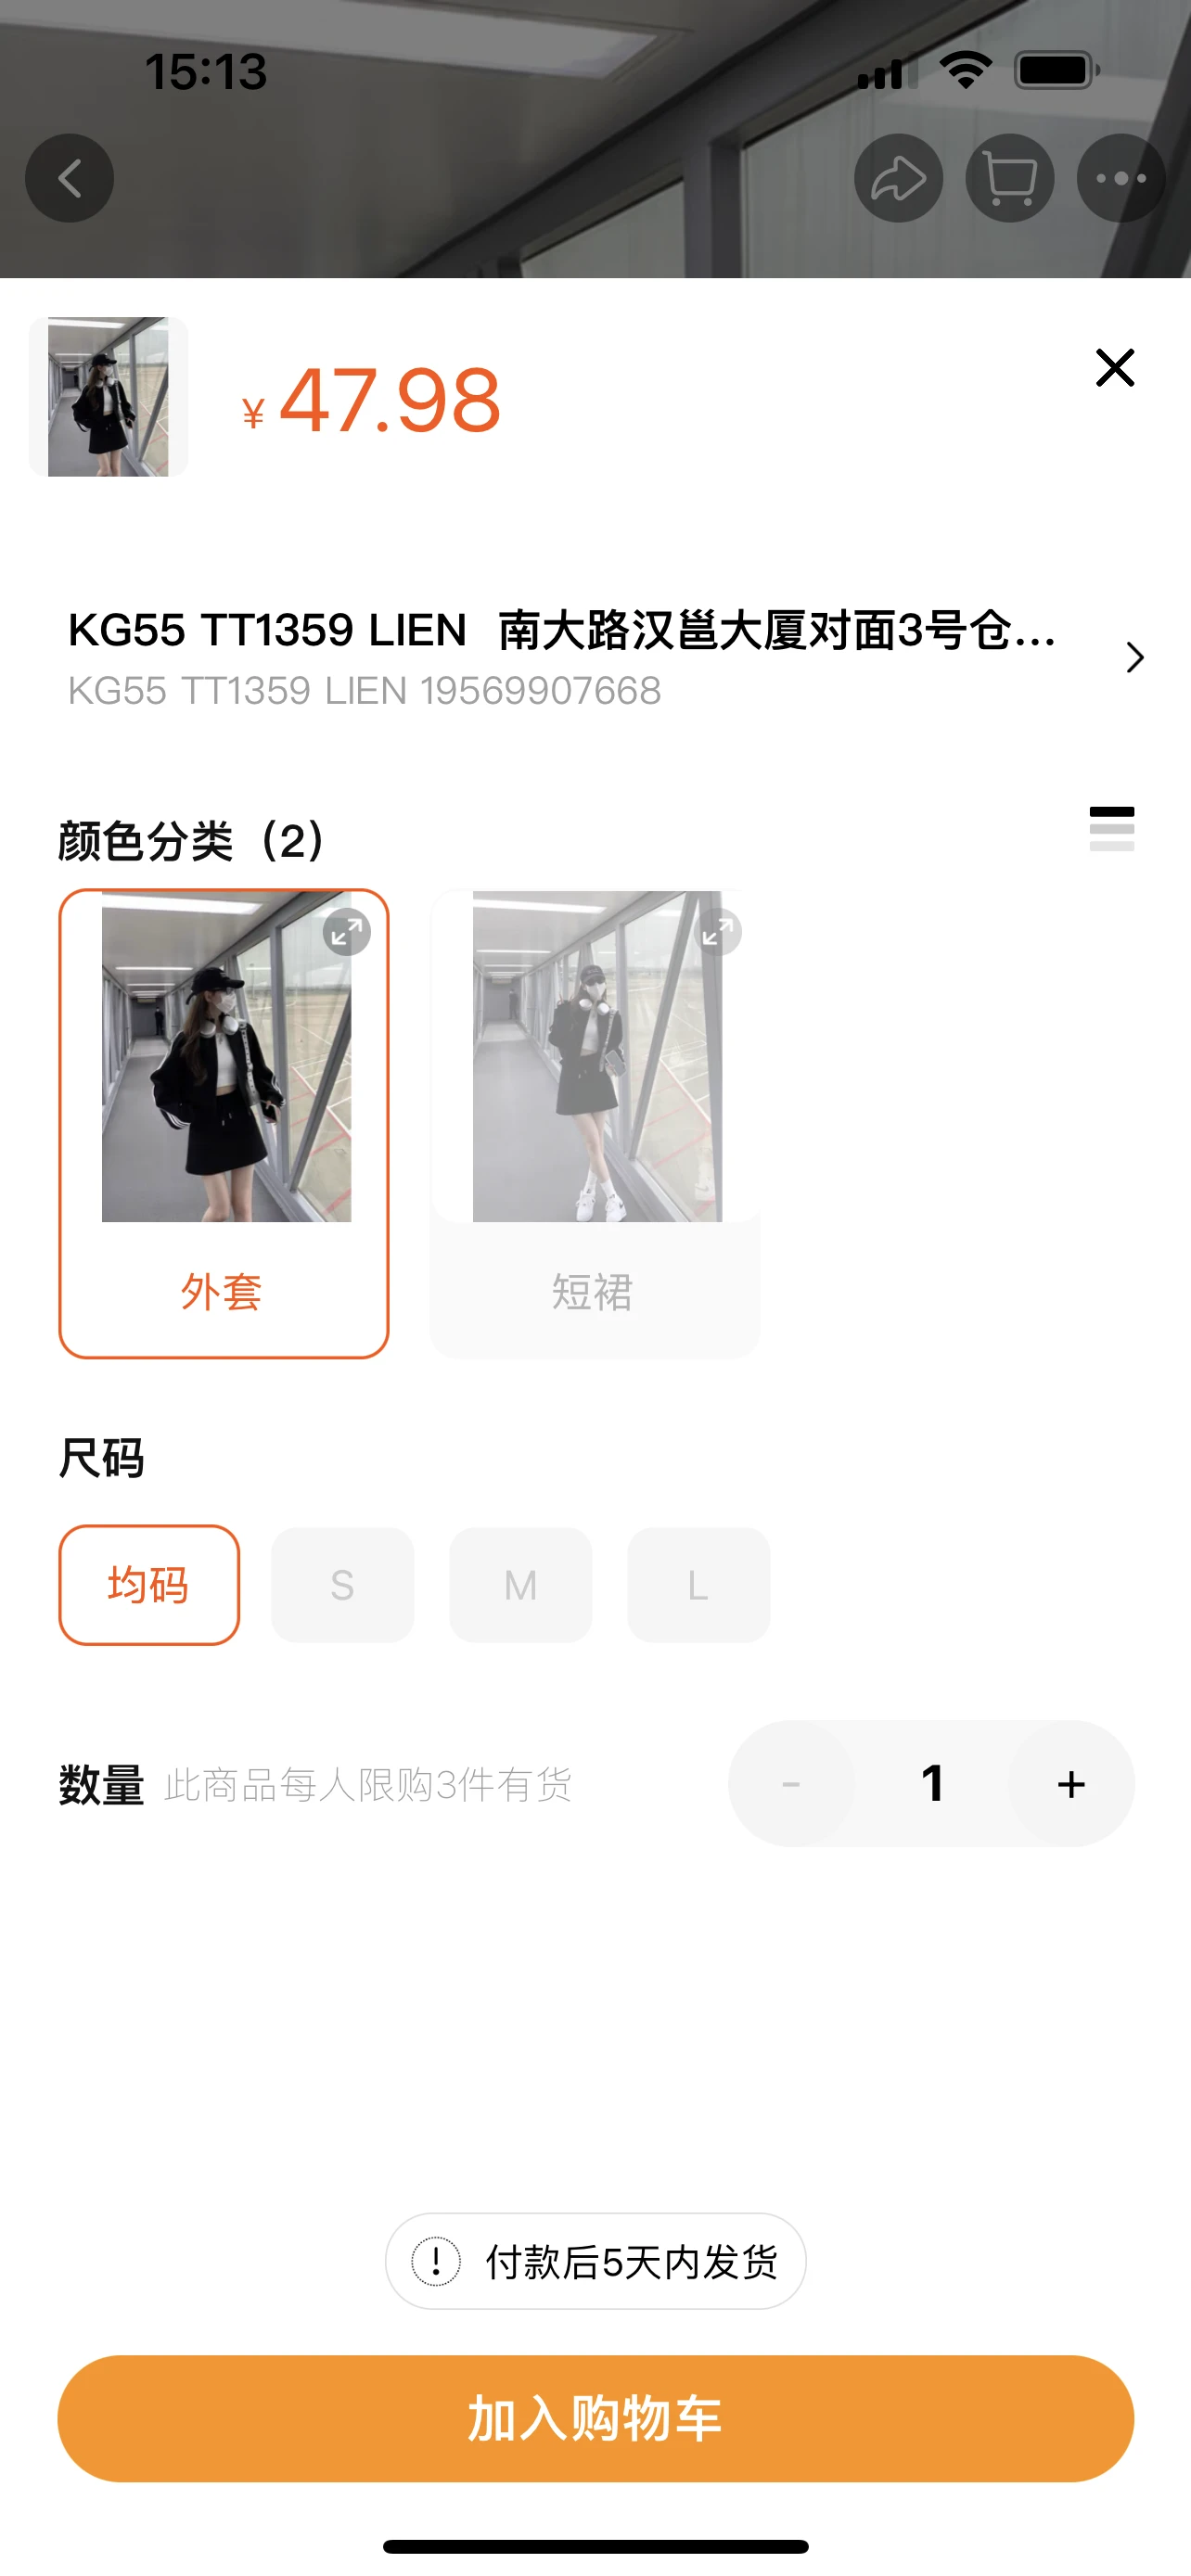 15:13
¥ 47.98
KG55 TT1359 LIEN 南大路汉邕大厦对面3号仓...
KG55 TT1359 LIEN 19569907668
颜色分类（2）
外套
短裙
尺码
均码
S
M
L
数量 此商品每人限购3件有货
- 1 +
付款后5天内发货
加入购物车